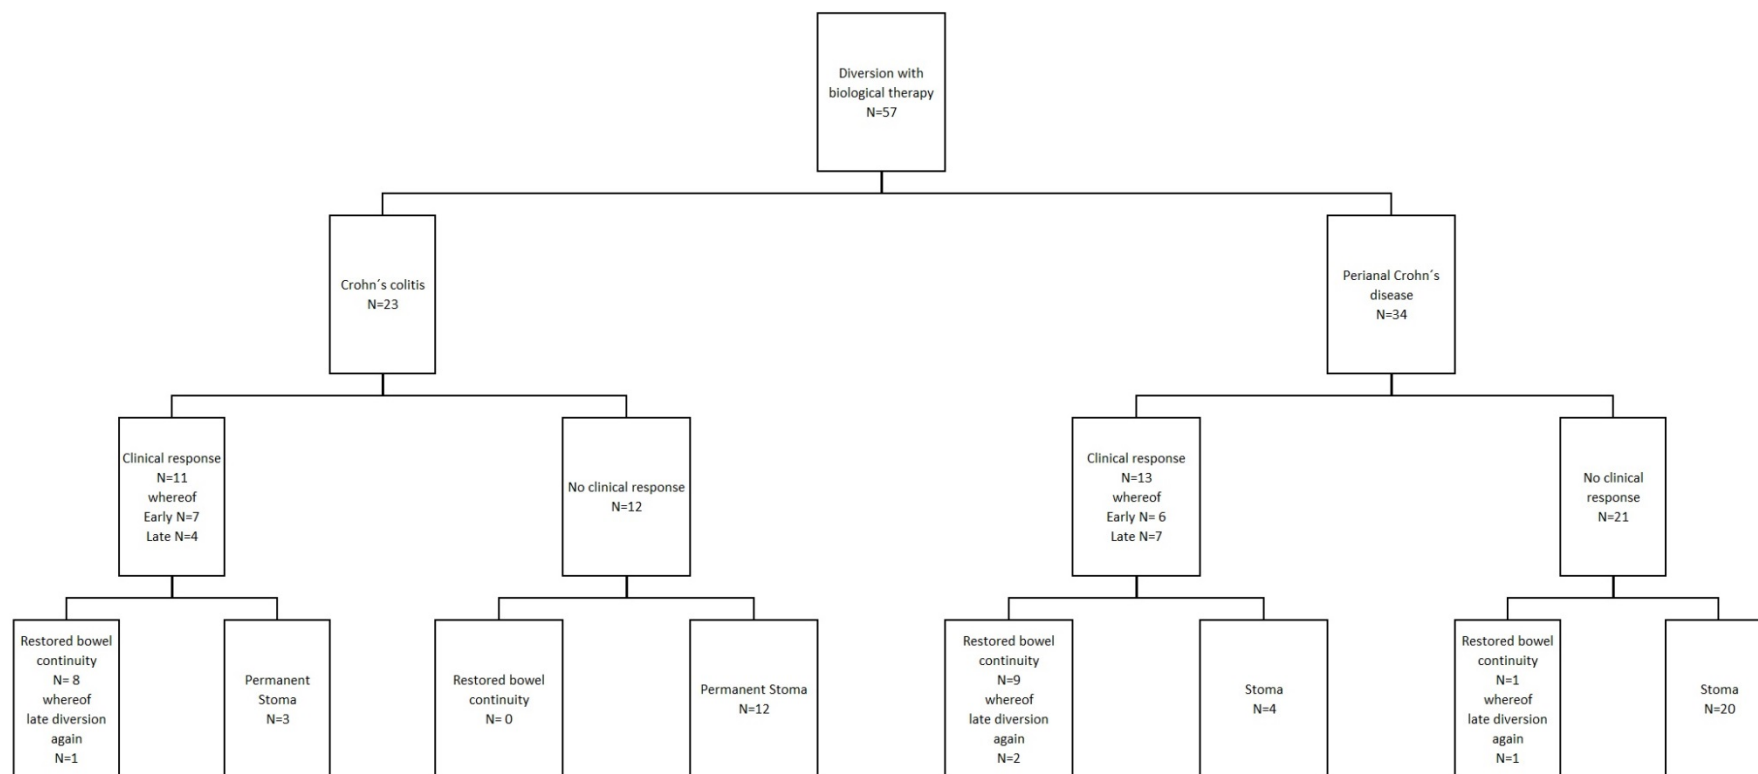 Diversion with
biological therapy
N=57
Crohn´s colitis
N=23
Perianal Crohn´s
disease
N=34
Clinical response
N=11
whereof
Early N=7
Late N=4
No clinical response
N=12
Clinical response
N=13
whereof
Early N= 6
Late N=7
No clinical
response
N=21
Restored bowel
continuity
N= 8
whereof
late diversion
again
N=1
Permanent
Stoma
N=3
Restored bowel
continuity
N= 0
Permanent Stoma
N=12
Restored bowel
continuity
N=9
whereof
late diversion
again
N=2
Stoma
N=4
Restored bowel
continuity
N=1
whereof
late diversion
again
N=1
Stoma
N=20